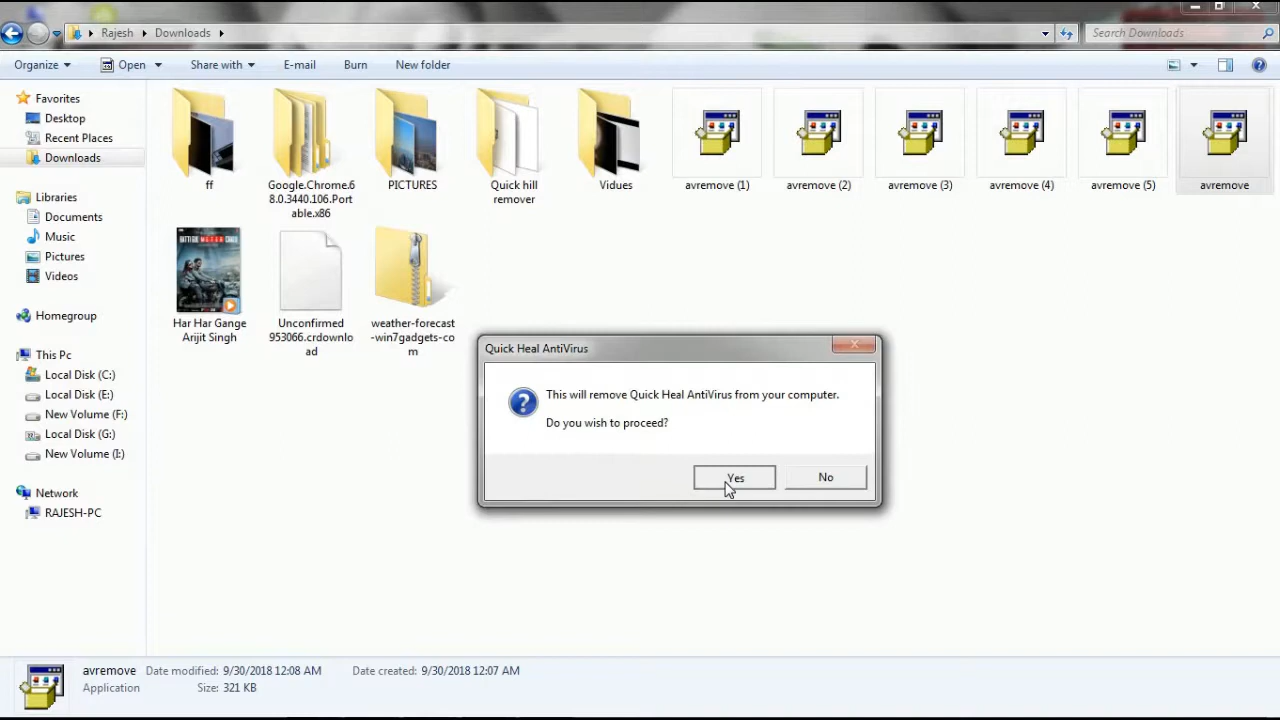 Rajesh
Downloads
Search Downloads
Organize
Open
Share with
E-mail
Burn
New folder
Favorites
Desktop
Recent Places
Downloads
Libraries
Documents
Music
Pictures
Videos
Homegroup
This Pc
Local Disk (C:)
Local Disk (E:)
New Volume (F:)
Local Disk (G:)
New Volume (I:)
Network
RAJESH-PC
ff
Google.Chrome.6
8.0.3440.106.Port
able.x86
PICTURES
Quick hill
remover
Vidues
avremove (1)
avremove (2)
avremove (3)
avremove (4)
avremove (5)
avremove
Har Har Gange
Arijit Singh
Unconfirmed
953066.crdownlo
ad
weather-forecast
-win7gadgets-co
m
Quick Heal AntiVirus
This will remove Quick Heal AntiVirus from your computer.
Do you wish to proceed?
Yes
No
avremove
Date modified: 9/30/2018 12:08 AM
Date created: 9/30/2018 12:07 AM
Application
Size: 321 KB